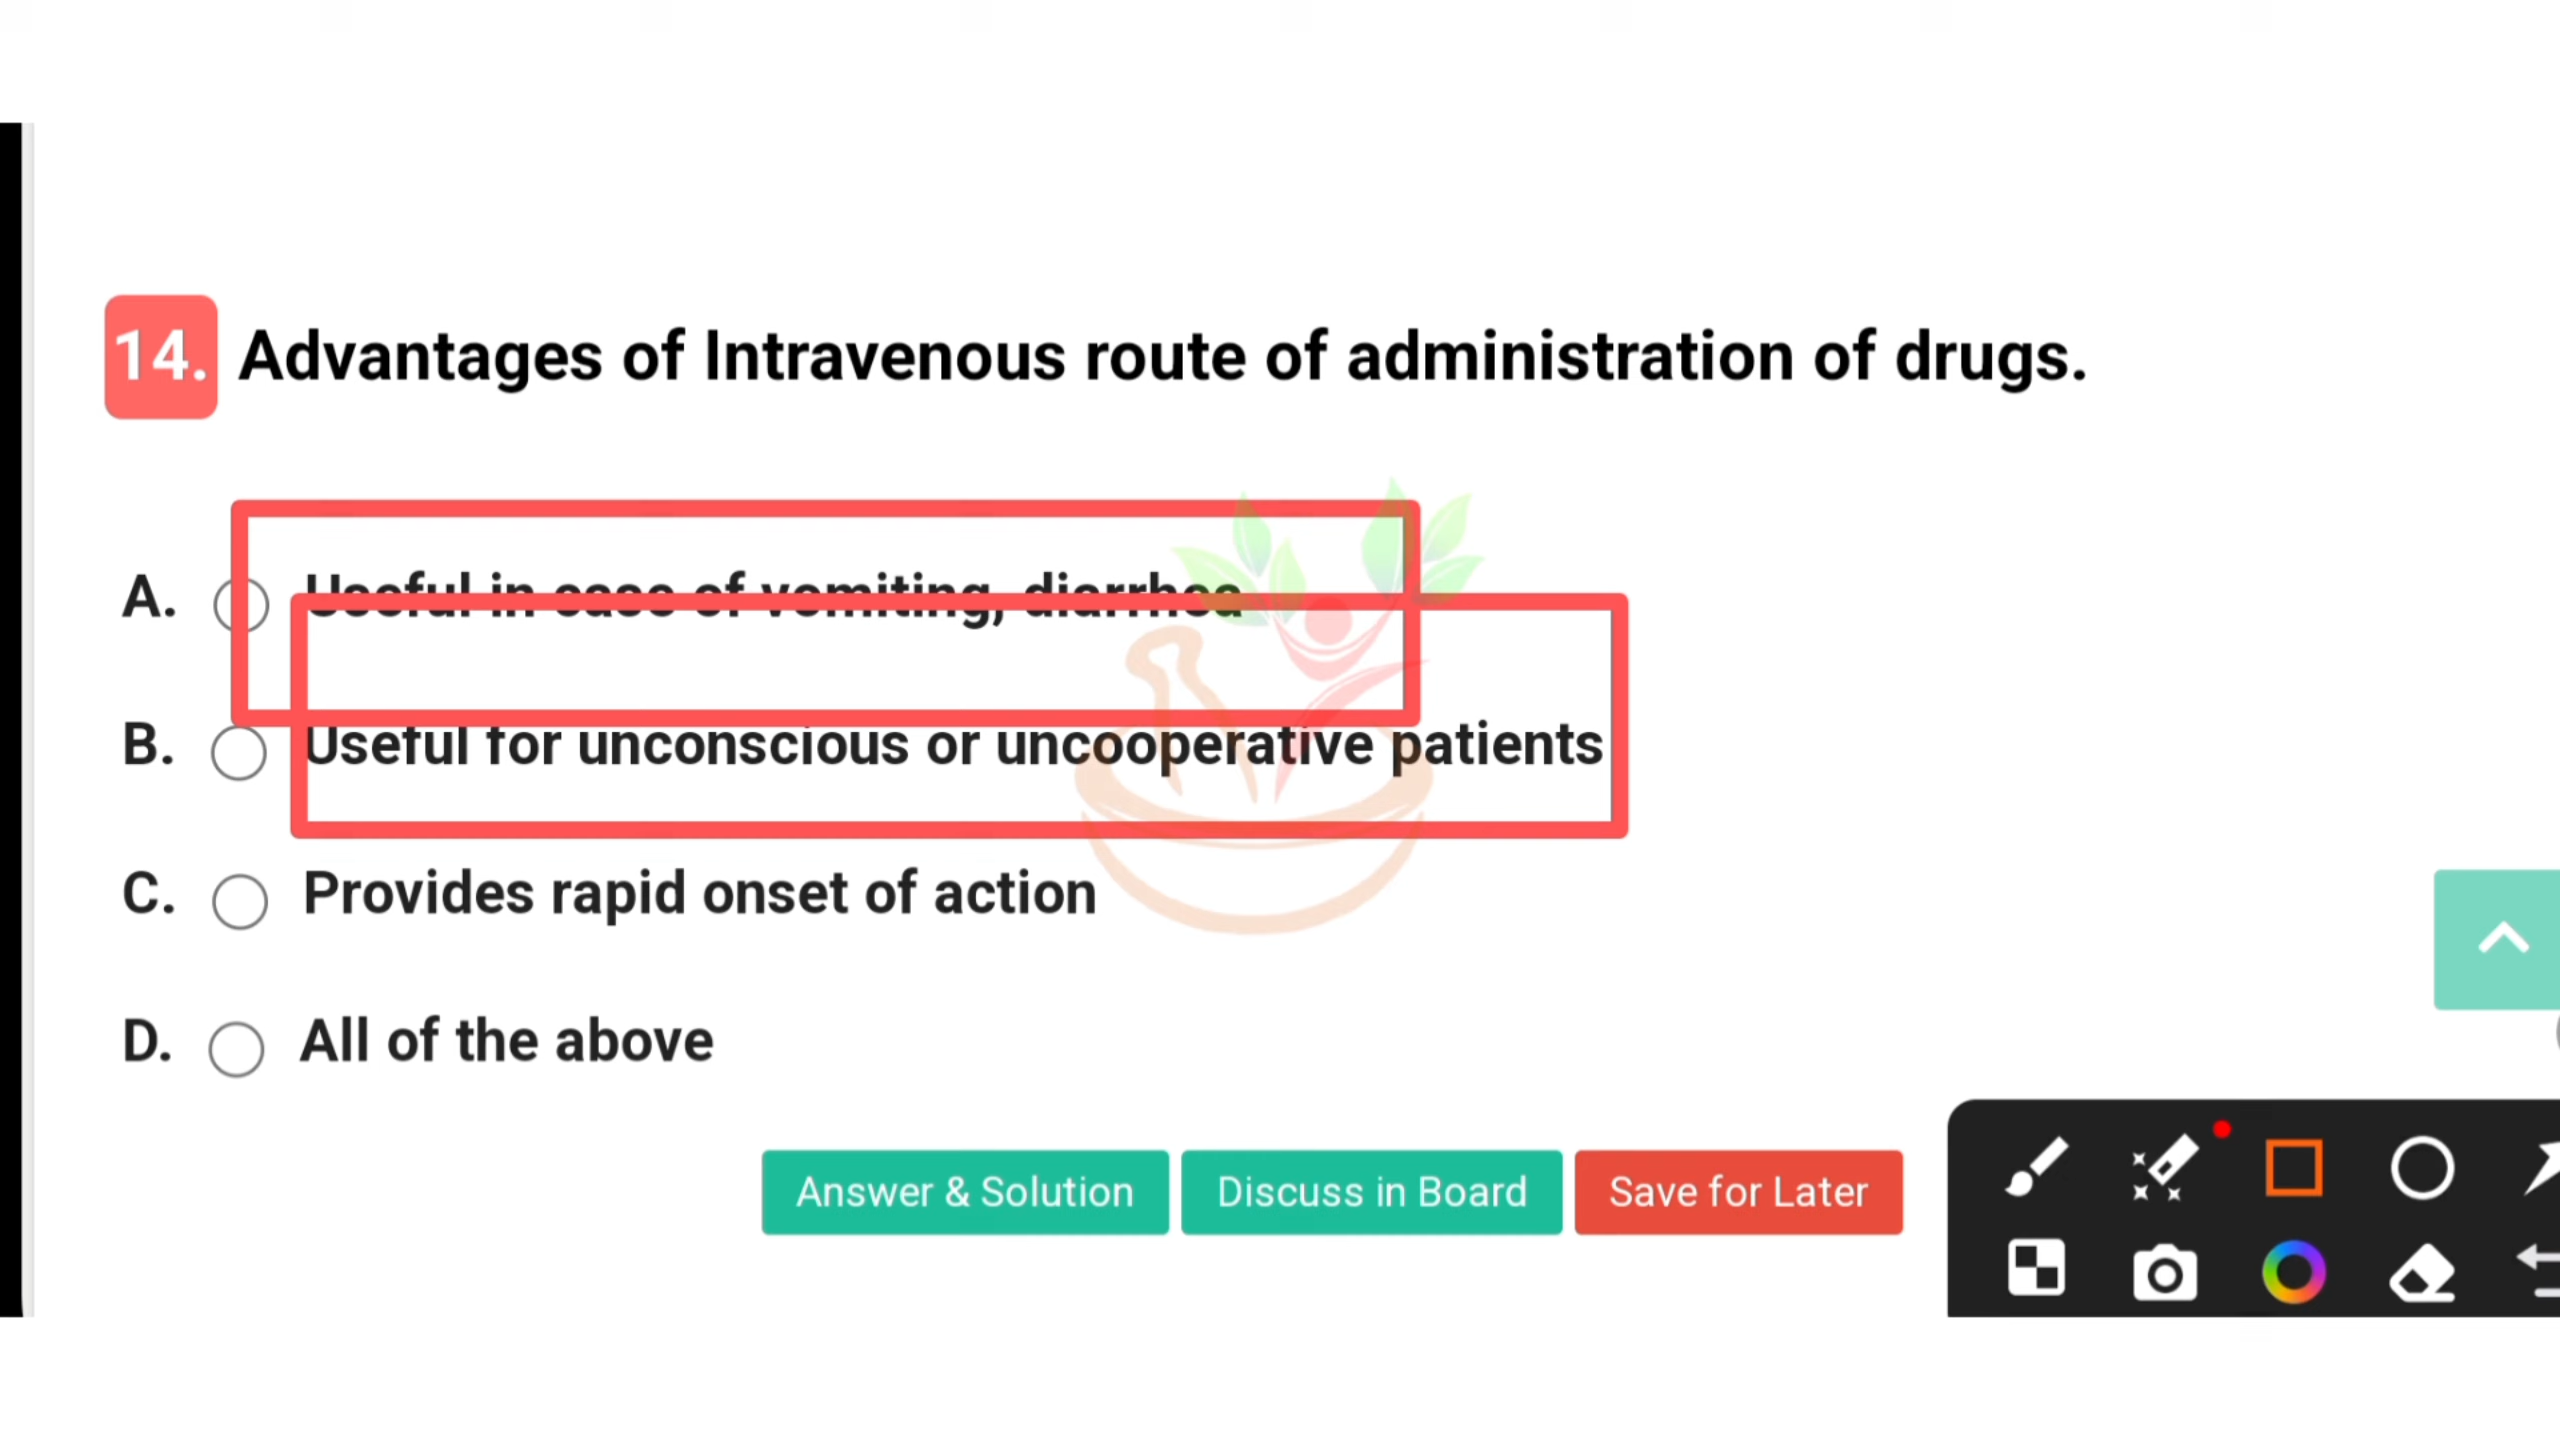 14. Advantages of Intravenous route of administration of drugs.
A. Useful in case of vomiting, diarrhea
B. Useful for unconscious or uncooperative patients
C. Provides rapid onset of action
D. All of the above
Answer & Solution Discuss in Board Save for Later